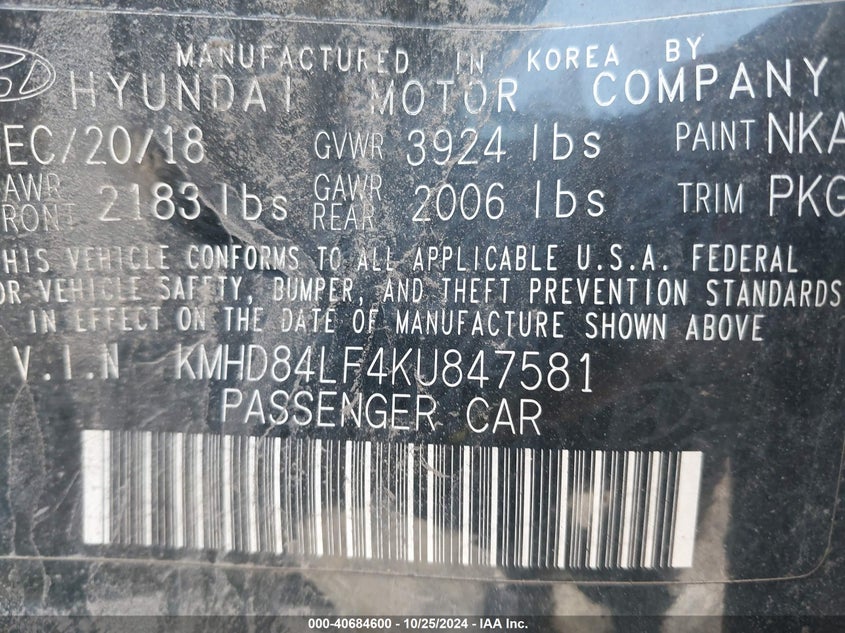 MANUFACTURED IN KOREA BY
HYUNDAI MOTOR COMPANY
EC/20/18 GVWR 3924 lbs PAINT NKA
AWR FRONT 2183 lbs GAWR REAR 2006 lbs TRIM PKG
HIS VEHICLE CONFORMS TO ALL APPLICABLE U.S.A. FEDERAL
OR VEHICLE SAFETY, BUMPER, AND THEFT PREVENTION STANDARDS
IN EFFECT ON THE DATE OF MANUFACTURE SHOWN ABOVE
V.I.N KMHD84LF4KU847581
PASSENGER CAR
000-40684600 - 10/25/2024 - IAA Inc.